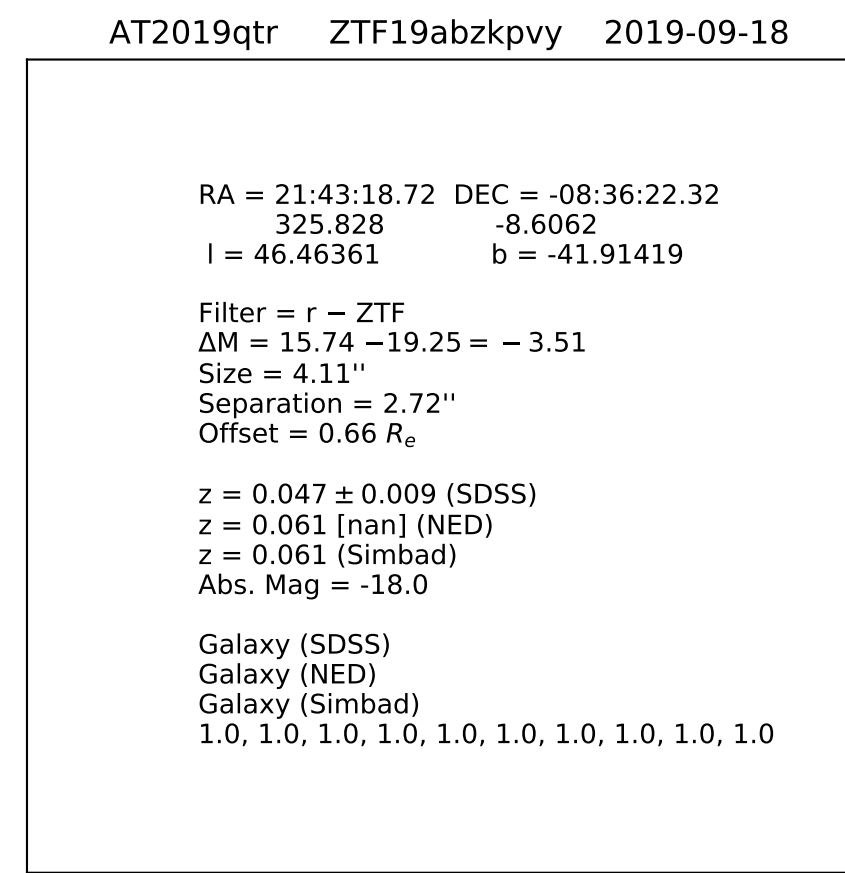 AT2019qtr ZTF19abzkpvy 2019-09-18
RA = 21:43:18.72 DEC = -08:36:22.32
325.828 -8.6062
l = 46.46361 b = -41.91419
Filter = r − ZTF
ΔM = 15.74 −19.25 = − 3.51
Size = 4.11''
Separation = 2.72''
Offset = 0.66 Rₑ
z = 0.047 ± 0.009 (SDSS)
z = 0.061 [nan] (NED)
z = 0.061 (Simbad)
Abs. Mag = -18.0
Galaxy (SDSS)
Galaxy (NED)
Galaxy (Simbad)
1.0, 1.0, 1.0, 1.0, 1.0, 1.0, 1.0, 1.0, 1.0, 1.0